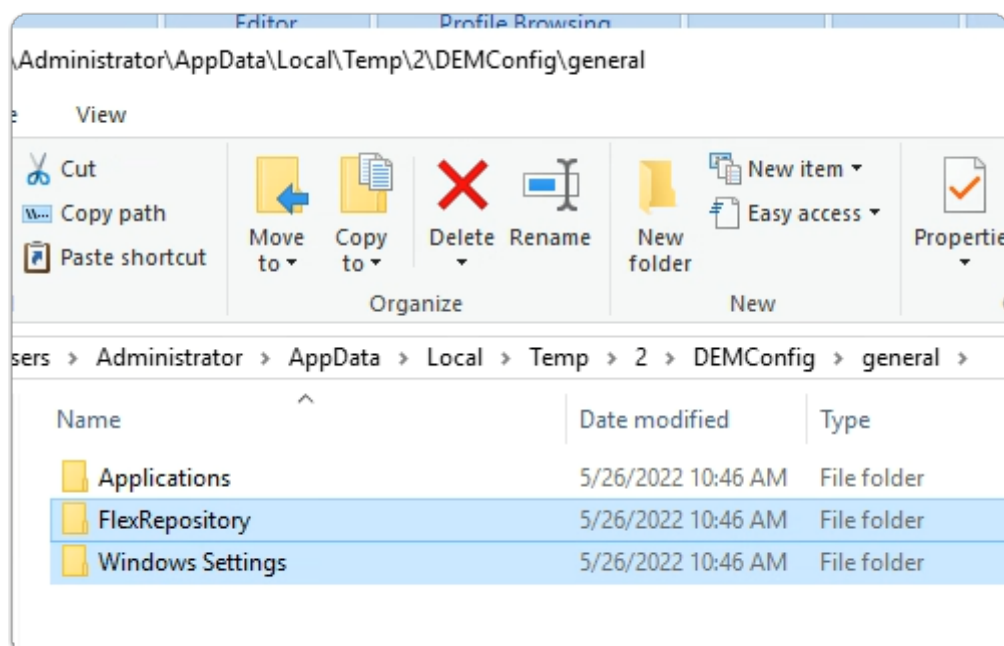 Editor Profile Browsing
\Administrator\AppData\Local\Temp\2\DEMConfig\general
View
Cut
Copy path
Paste shortcut
Move to
Copy to
Delete
Rename
Organize
New folder
New item
Easy access
New
Propertie
sers > Administrator > AppData > Local > Temp > 2 > DEMConfig > general >
Name Date modified Type
Applications 5/26/2022 10:46 AM File folder
FlexRepository 5/26/2022 10:46 AM File folder
Windows Settings 5/26/2022 10:46 AM File folder